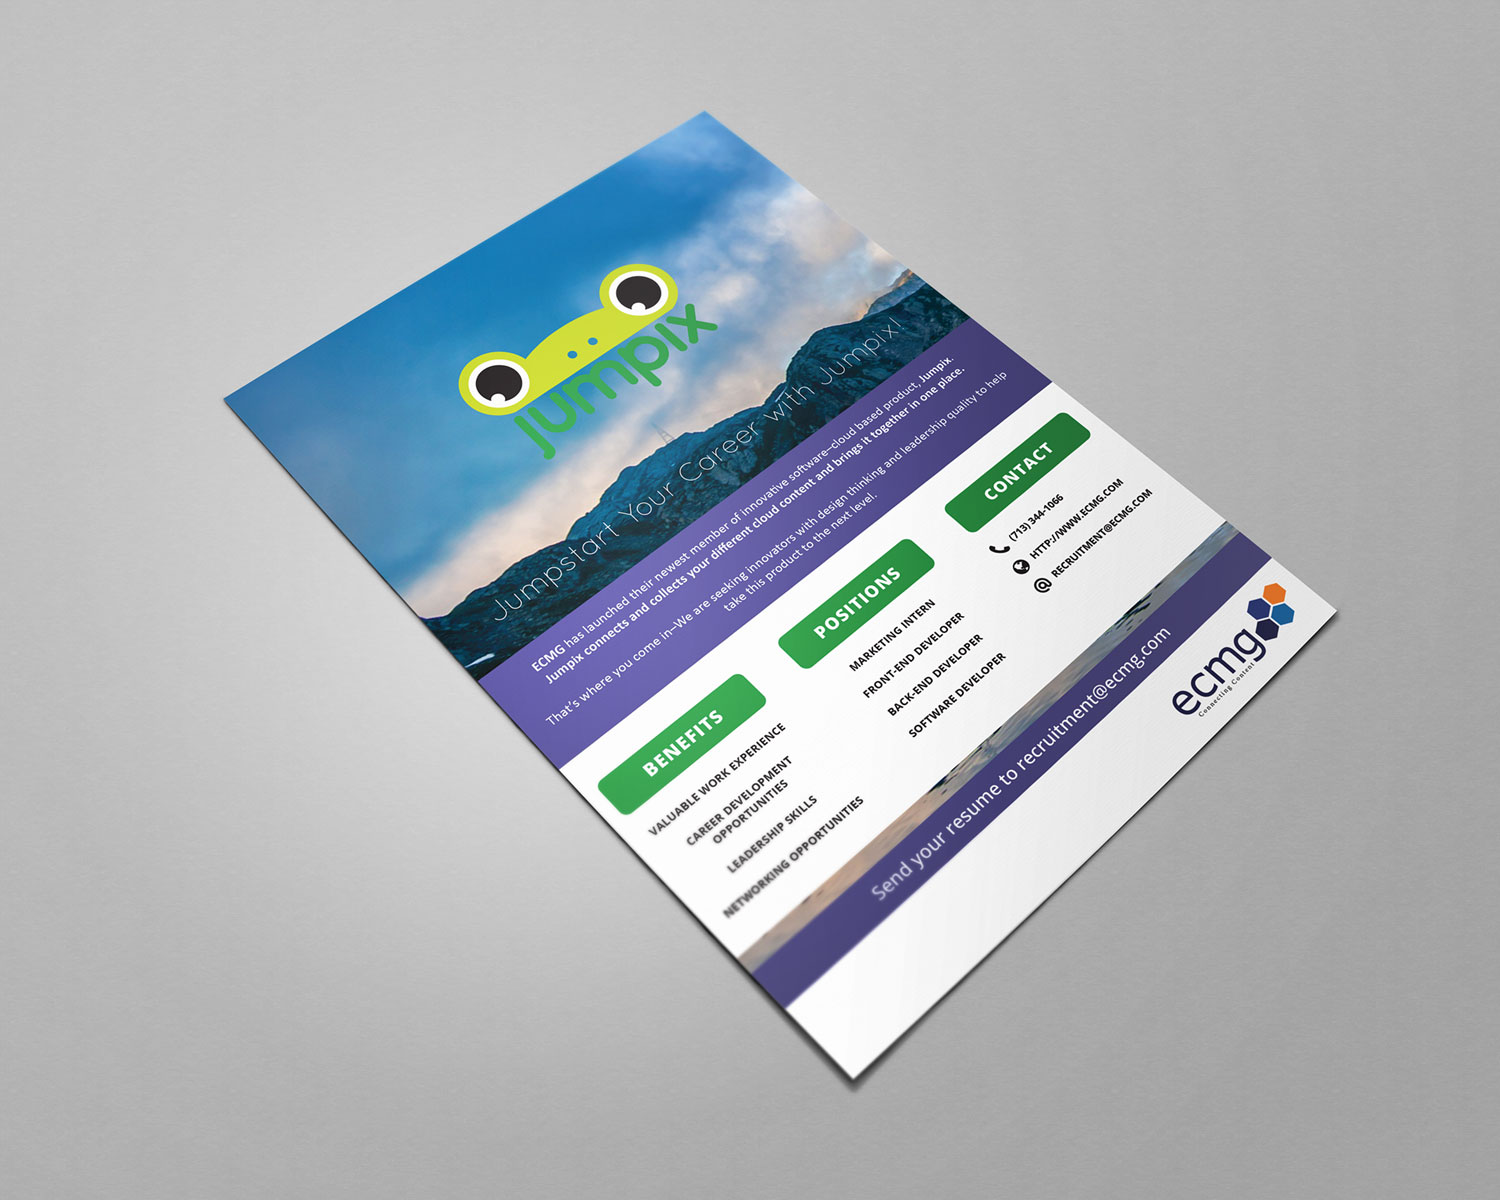 jumpix
Jumpstart Your Career with Jumpix!
ECMG has launched their newest member of innovative software–cloud based product, Jumpix.
Jumpix connects and collects your different cloud content and brings it together in one place.
That's where you come in–We are seeking innovators with design thinking and leadership quality to help
take this product to the next level.
BENEFITS
VALUABLE WORK EXPERIENCE
CAREER DEVELOPMENT
OPPORTUNITIES
LEADERSHIP SKILLS
NETWORKING OPPORTUNITIES
POSITIONS
MARKETING INTERN
FRONT-END DEVELOPER
BACK-END DEVELOPER
SOFTWARE DEVELOPER
CONTACT
(713) 344-1066
HTTP://WWW.ECMG.COM
RECRUITMENT@ECMG.COM
Send your resume to recruitment@ecmg.com
ecmg
Connecting Content